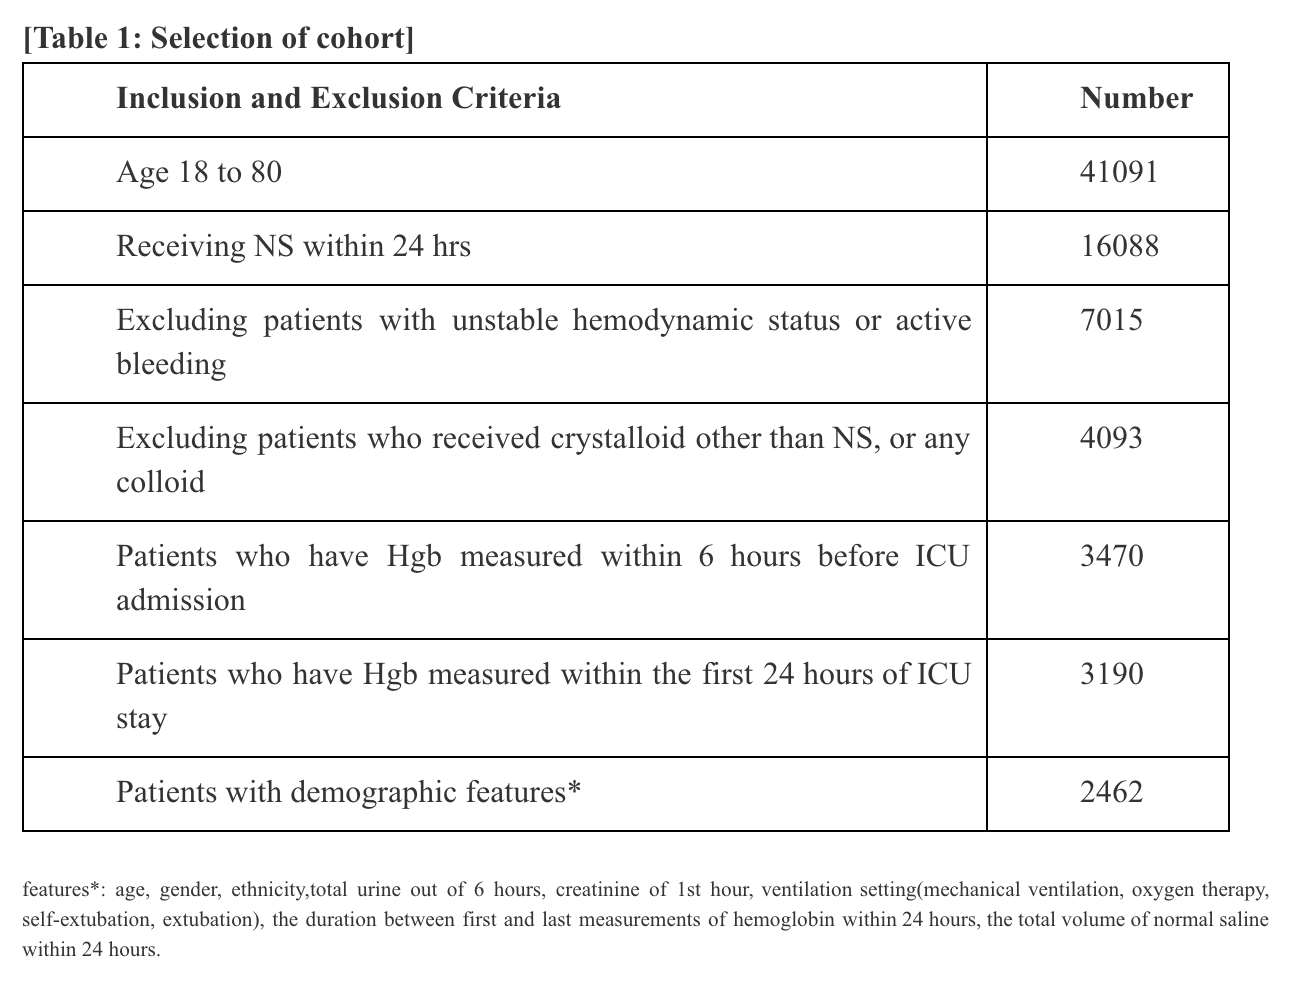 [Table 1: Selection of cohort]
Inclusion and Exclusion Criteria Number
Age 18 to 80 41091
Receiving NS within 24 hrs 16088
Excluding patients with unstable hemodynamic status or active 7015
bleeding
Excluding patients who received crystalloid other than NS, or any 4093
colloid
Patients who have Hgb measured within 6 hours before ICU 3470
admission
Patients who have Hgb measured within the first 24 hours of ICU 3190
stay
Patients with demographic features* 2462
features*: age, gender, ethnicity,total urine out of 6 hours, creatinine of 1st hour, ventilation setting(mechanical ventilation, oxygen therapy,
self-extubation, extubation), the duration between first and last measurements of hemoglobin within 24 hours, the total volume of normal saline
within 24 hours.